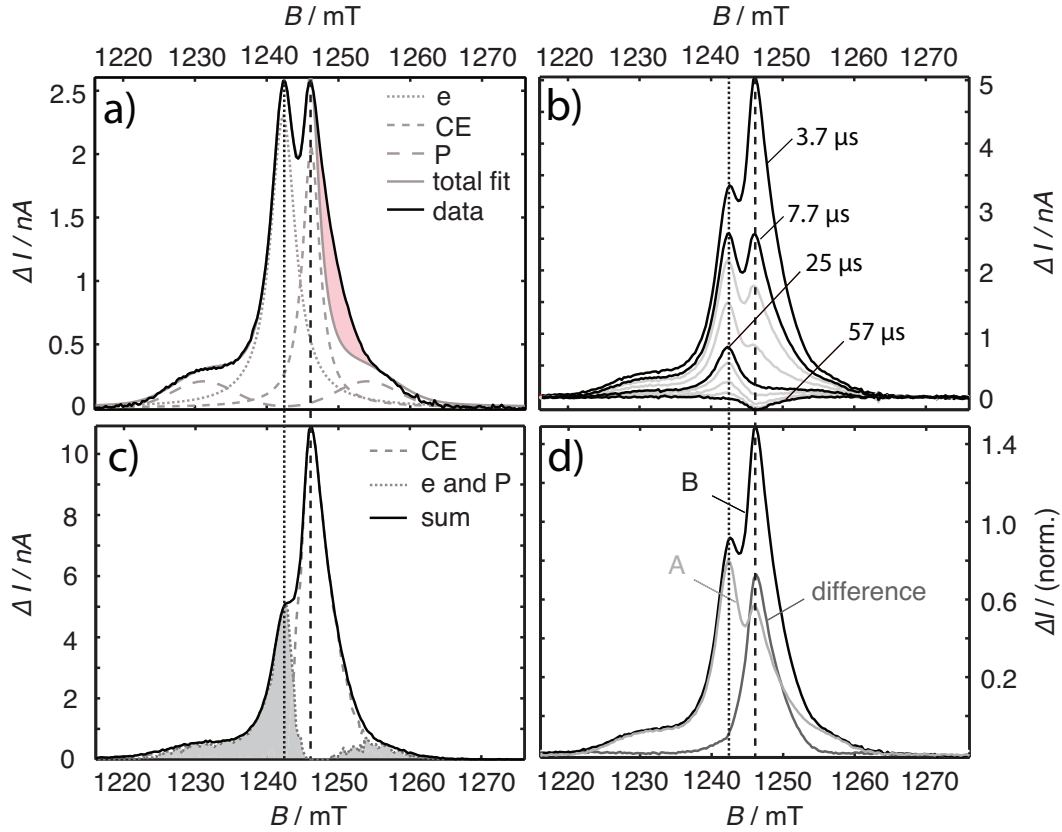 B / mT
B / mT
1220 1230 1240 1250 1260 1270
1220 1230 1240 1250 1260 1270
a)
e
CE
P
total fit
data
2.5
2
1.5
1
0.5
0
Δ I / nA
b)
3.7 µs
7.7 µs
25 µs
57 µs
5
4
3
2
1
0
Δ I / nA
c)
CE
e and P
sum
10
8
6
4
2
0
Δ I / nA
d)
B
A
difference
1.4
1.0
0.6
0.2
ΔI / (norm.)
1220 1230 1240 1250 1260 1270
1220 1230 1240 1250 1260 1270
B / mT
B / mT